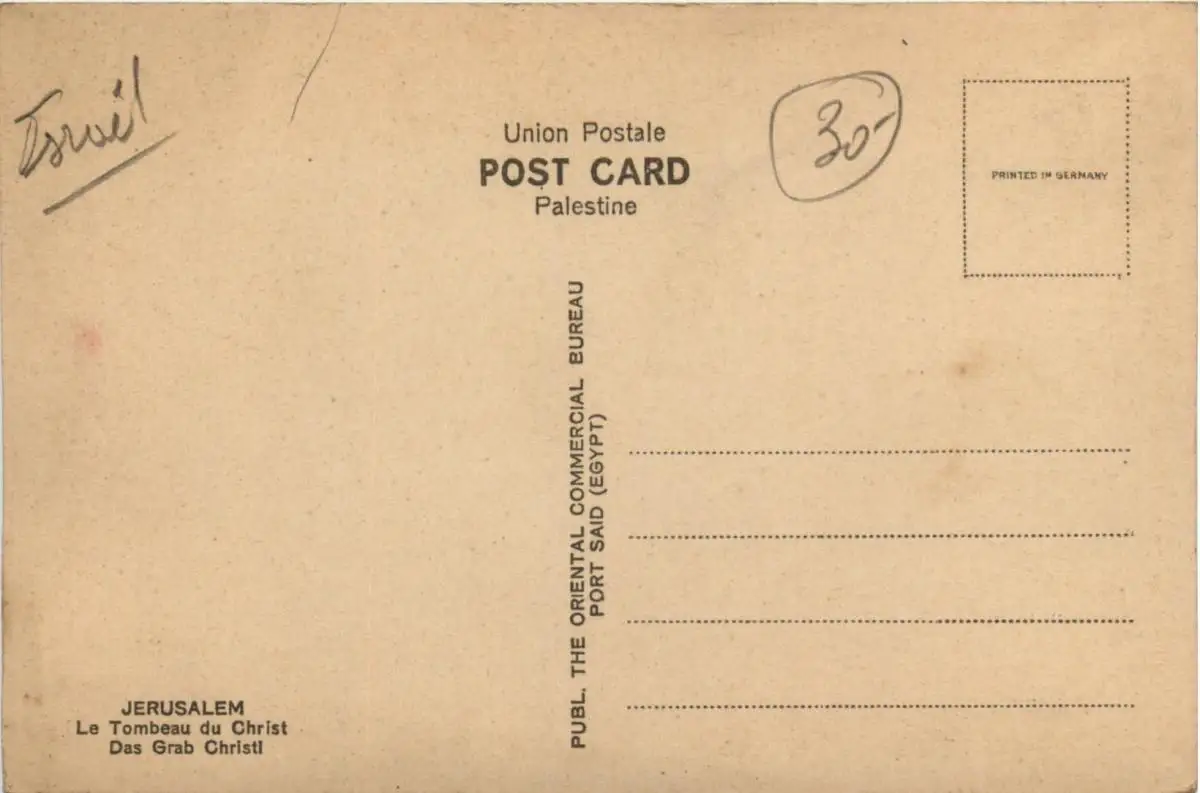 Israël
Union Postale
POST CARD
Palestine
30-
PRINTED IN GERMANY
PUBL. THE ORIENTAL COMMERCIAL BUREAU
PORT SAID (EGYPT)
JERUSALEM
Le Tombeau du Christ
Das Grab Christi